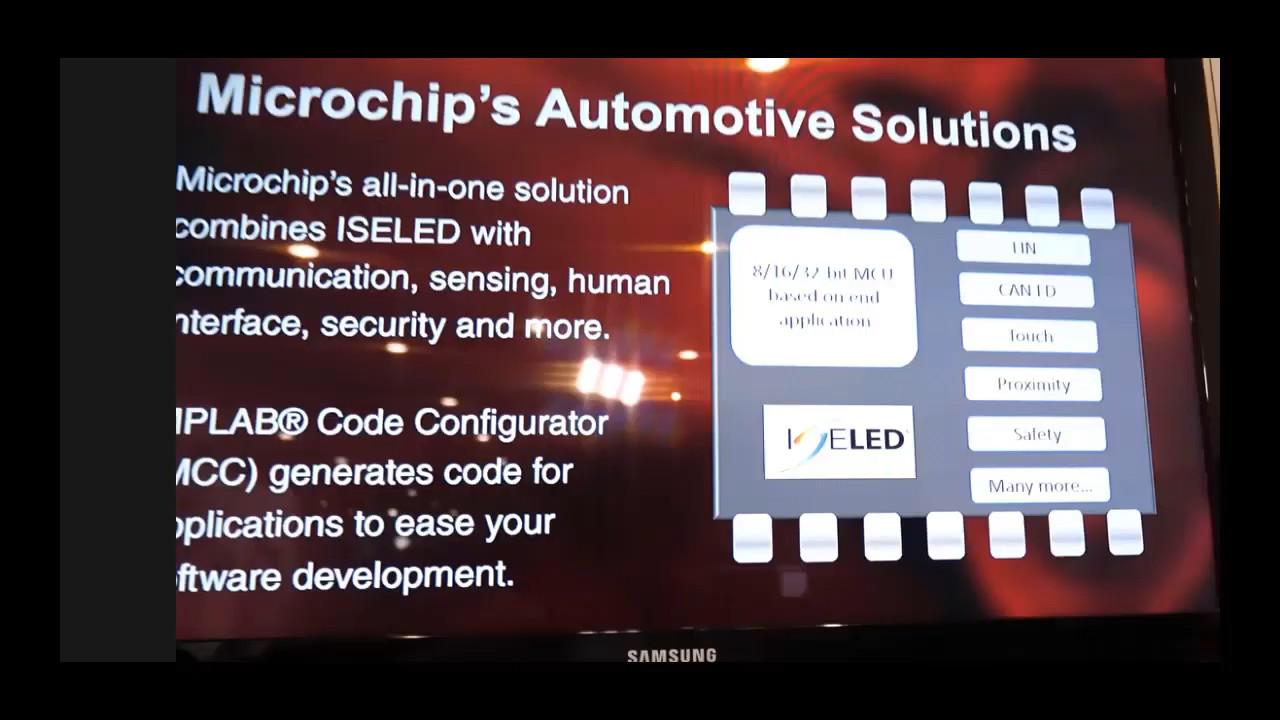 Microchip's Automotive Solutions
Microchip's all-in-one solution
combines ISELED with
communication, sensing, human
nterface, security and more.
MPLAB® Code Configurator
MCC) generates code for
pplications to ease your
ftware development.
8/16/32-bit MCU
based on end
application
LIN
CAN FD
Touch
Proximity
Safety
Many more...
ISELED
SAMSUNG